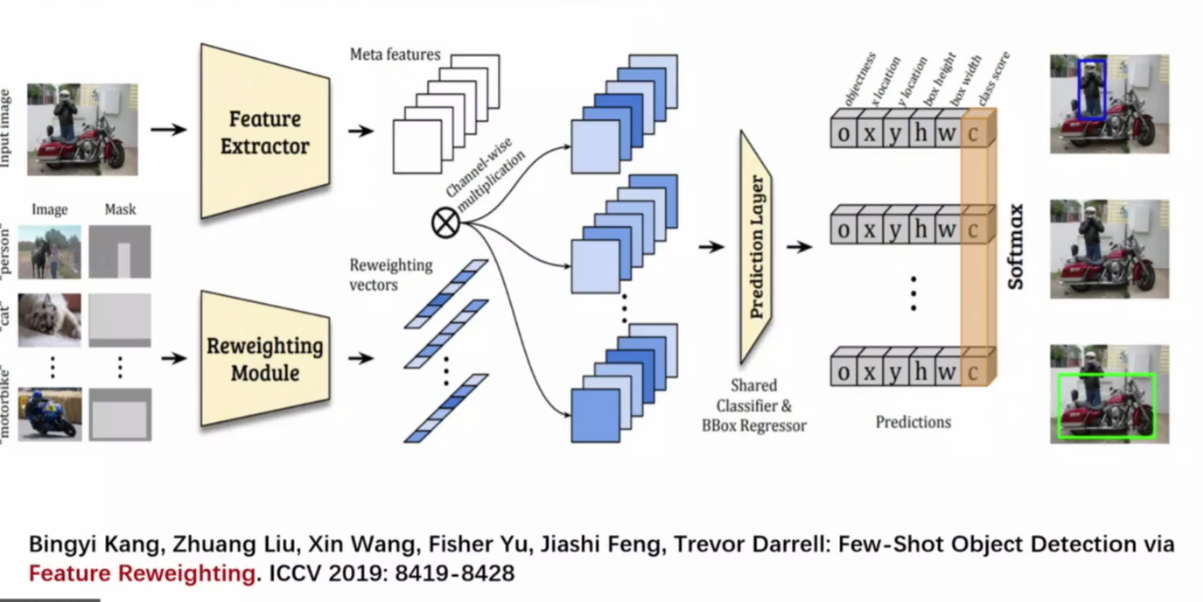 Input image
Feature
Extractor
Meta features
Channel-wise
multiplication
objectness
x location
y location
box height
box width
class score
o x y h w c
Image
Mask
"person"
"cat"
"motorbike"
Reweighting
Module
Reweighting
vectors
Prediction Layer
o x y h w c
Softmax
o x y h w c
Shared
Classifier &
BBox Regressor
Predictions
Bingyi Kang, Zhuang Liu, Xin Wang, Fisher Yu, Jiashi Feng, Trevor Darrell: Few-Shot Object Detection via
Feature Reweighting. ICCV 2019: 8419-8428